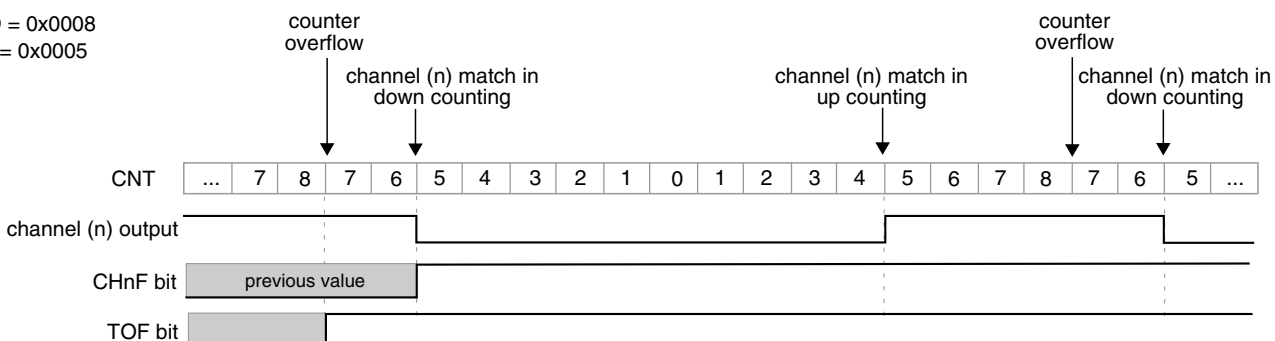 = 0x0008
= 0x0005
counter
overflow
channel (n) match in
down counting
channel (n) match in
up counting
counter
overflow
channel (n) match in
down counting
CNT ... 7 8 7 6 5 4 3 2 1 0 1 2 3 4 5 6 7 8 7 6 5 ...
channel (n) output
CHnF bit previous value
TOF bit